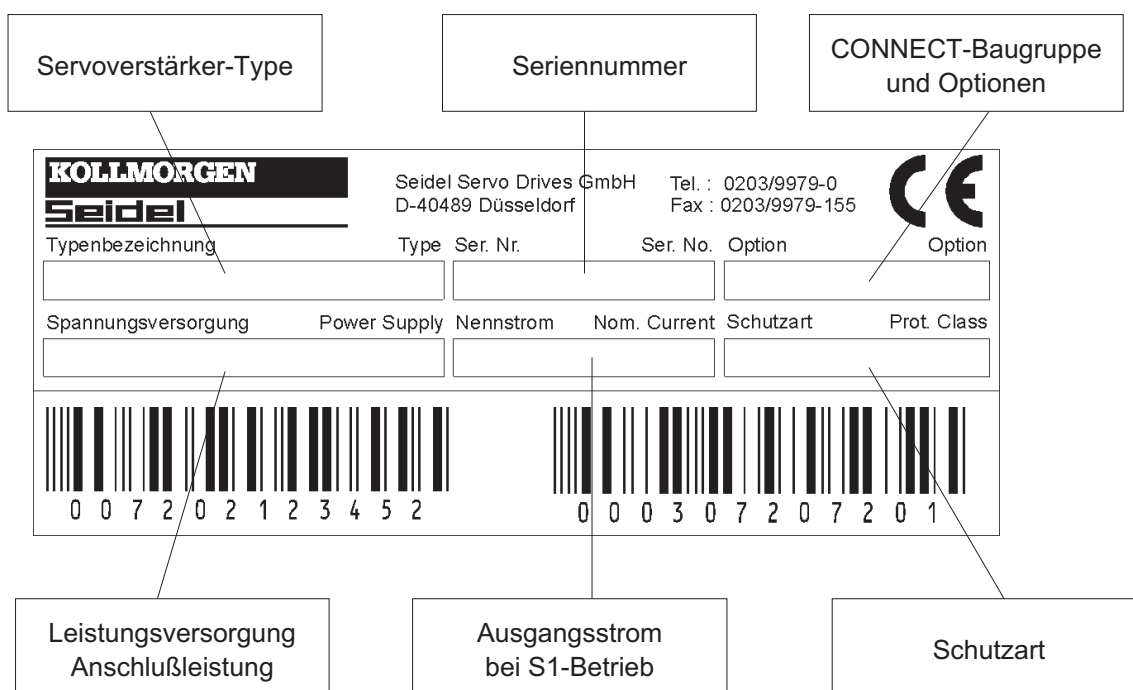 Servoverstärker-Type
Seriennummer
CONNECT-Baugruppe
und Optionen
KOLLMORGEN
Seidel
Seidel Servo Drives GmbH
D-40489 Düsseldorf
Tel. : 0203/9979-0
Fax : 0203/9979-155
CE
Typenbezeichnung Type
Ser. Nr. Ser. No.
Option Option
Spannungsversorgung Power Supply
Nennstrom Nom. Current
Schutzart Prot. Class
0 0 7 2 0 2 1 2 3 4 5 2
0 0 0 3 0 7 2 0 7 2 0 1
Leistungsversorgung
Anschlußleistung
Ausgangsstrom
bei S1-Betrieb
Schutzart